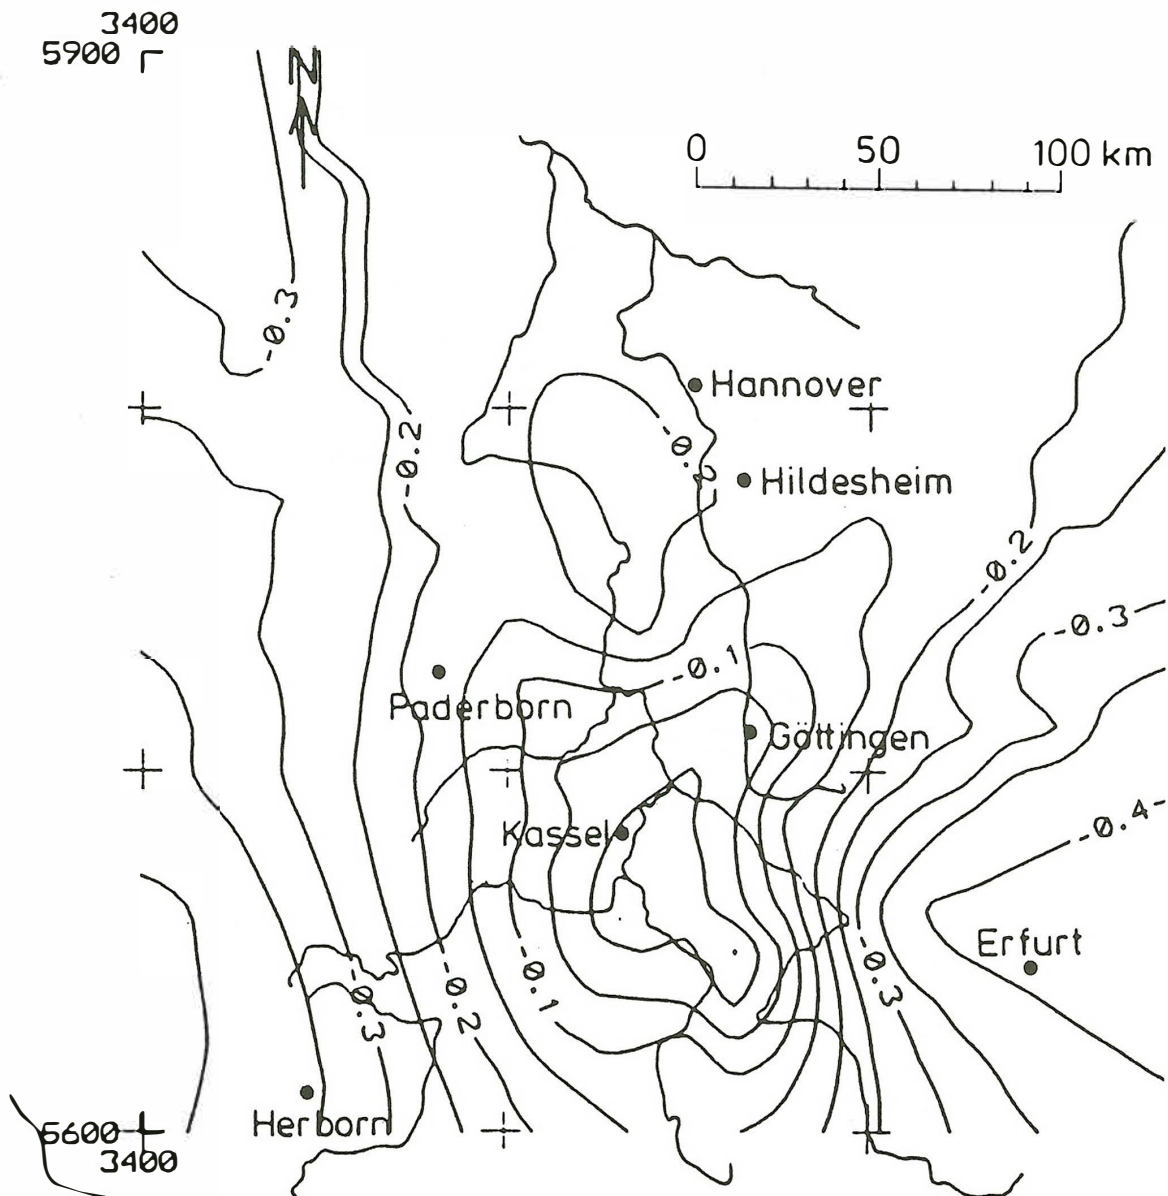 3400
5900
N
0 50 100 km
-0.3
Hannover
-0.2
-0.2
Hildesheim
-0.2
-0.3
-0.1
Paderborn
Göttingen
-0.4
Kassel
Erfurt
-0.3
-0.2
-0.1
-0.3
Herborn
5600
3400